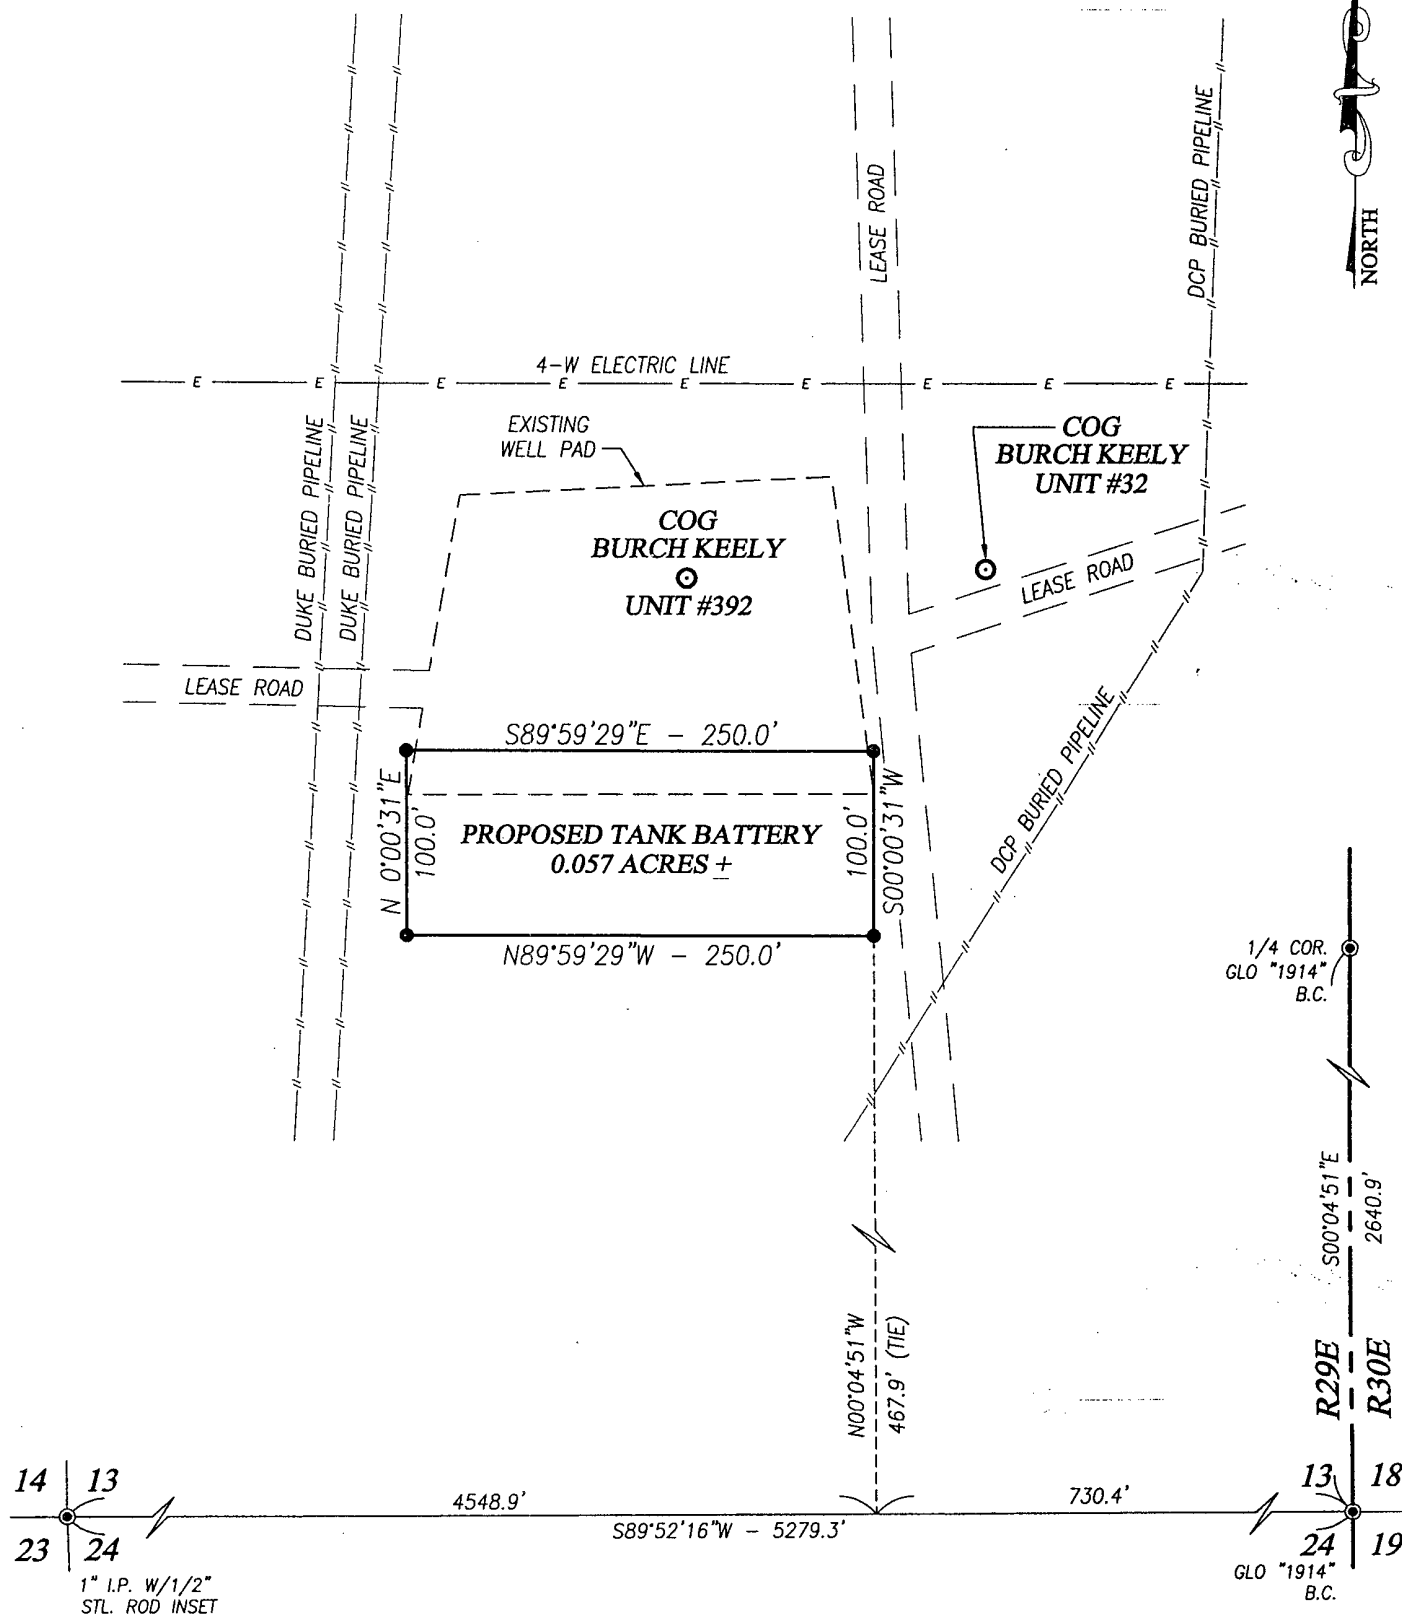 NORTH
LEASE ROAD
DCP BURIED PIPELINE
4-W ELECTRIC LINE
E E E E E E E E E
EXISTING
WELL PAD
COG
BURCH KEELY
UNIT #32
DUKE BURIED PIPELINE
DUKE BURIED PIPELINE
COG
BURCH KEELY
UNIT #392
LEASE ROAD
LEASE ROAD
S89°59'29"E - 250.0'
N 0°00'31"E
100.0'
PROPOSED TANK BATTERY
0.057 ACRES ±
100.0'
S00°00'31"W
N89°59'29"W - 250.0'
DCP BURIED PIPELINE
1/4 COR.
GLO "1914"
B.C.
S00°04'51"E
2640.9'
N00°04'51"W
467.9' (TIE)
R29E
R30E
14 13
23 24
1" I.P. W/1/2"
STL. ROD INSET
4548.9'
730.4'
S89°52'16"W - 5279.3'
13 18
24 19
GLO "1914"
B.C.